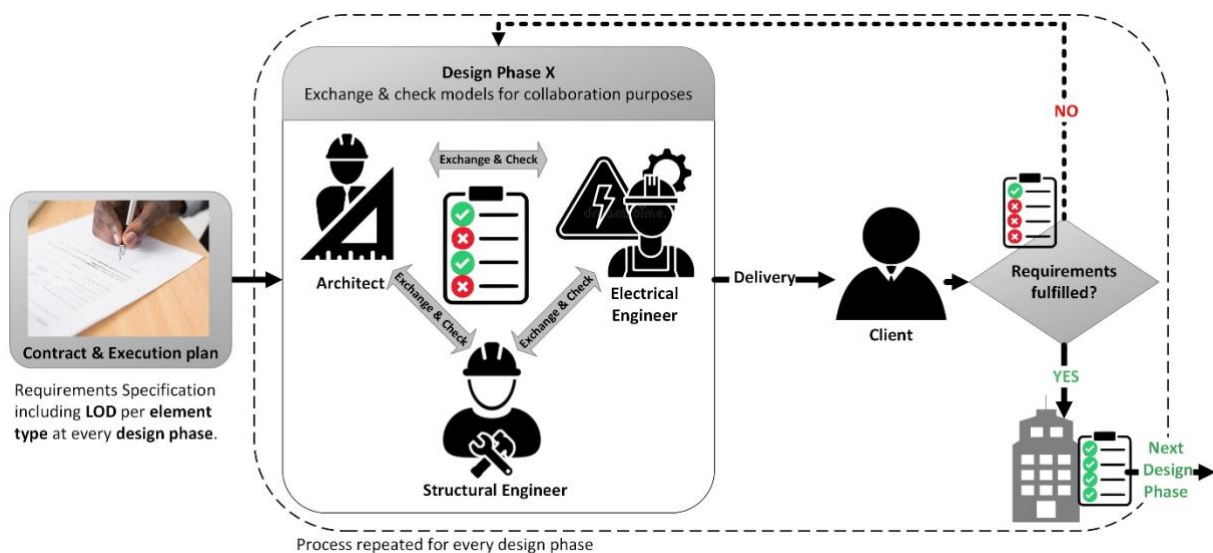 Design Phase X
Exchange & check models for collaboration purposes
NO
Exchange & Check
Architect
Exchange & Check
Exchange & Check
Electrical
Engineer
Structural Engineer
Contract & Execution plan
Requirements Specification
including LOD per element
type at every design phase.
Delivery
Client
Requirements
fulfilled?
YES
Next
Design
Phase
Process repeated for every design phase